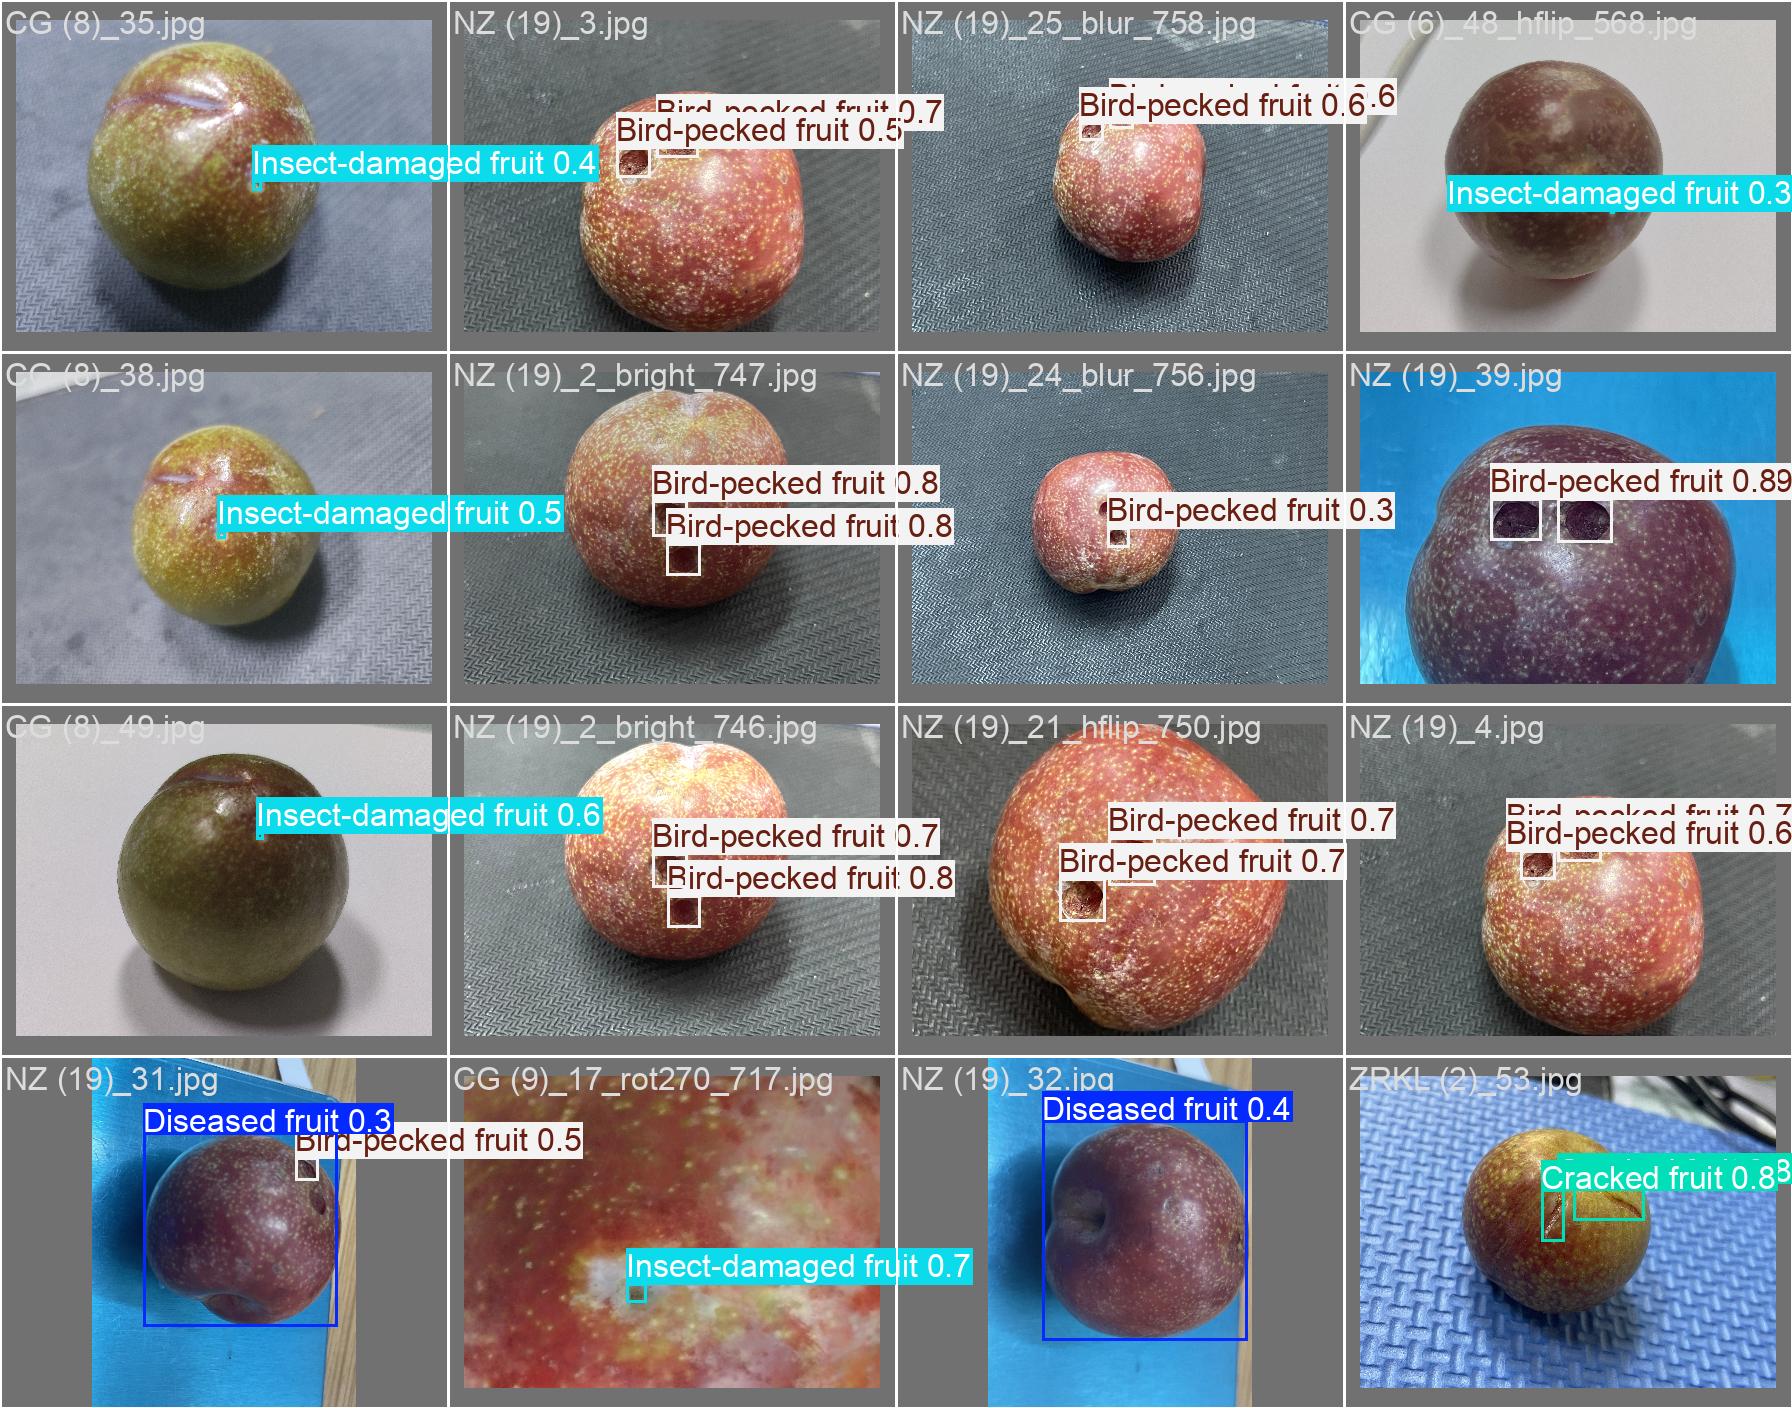 CG (8)_35.jpg
NZ (19)_3.jpg
NZ (19)_25_blur_758.jpg
CG (6)_48_hflip_568.jpg
Insect-damaged fruit 0.4
Bird-pecked fruit 0.7
Bird-pecked fruit 0.5
.6
Bird-pecked fruit 0.6
Insect-damaged fruit 0.3
CG (8)_38.jpg
NZ (19)_2_bright_747.jpg
NZ (19)_24_blur_756.jpg
NZ (19)_39.jpg
Insect-damaged fruit 0.5
Bird-pecked fruit 0.8
Bird-pecked fruit 0.8
Bird-pecked fruit 0.3
Bird-pecked fruit 0.89
CG (8)_49.jpg
NZ (19)_2_bright_746.jpg
NZ (19)_21_hflip_750.jpg
NZ (19)_4.jpg
Insect-damaged fruit 0.6
Bird-pecked fruit 0.7
Bird-pecked fruit 0.8
Bird-pecked fruit 0.7
Bird-pecked fruit 0.7
Bird-pecked fruit 0.7
Bird-pecked fruit 0.6
NZ (19)_31.jpg
CG (9)_17_rot270_717.jpg
NZ (19)_32.jpg
ZRKL (2)_53.jpg
Diseased fruit 0.3
Bird-pecked fruit 0.5
Insect-damaged fruit 0.7
Diseased fruit 0.4
Cracked fruit 0.8